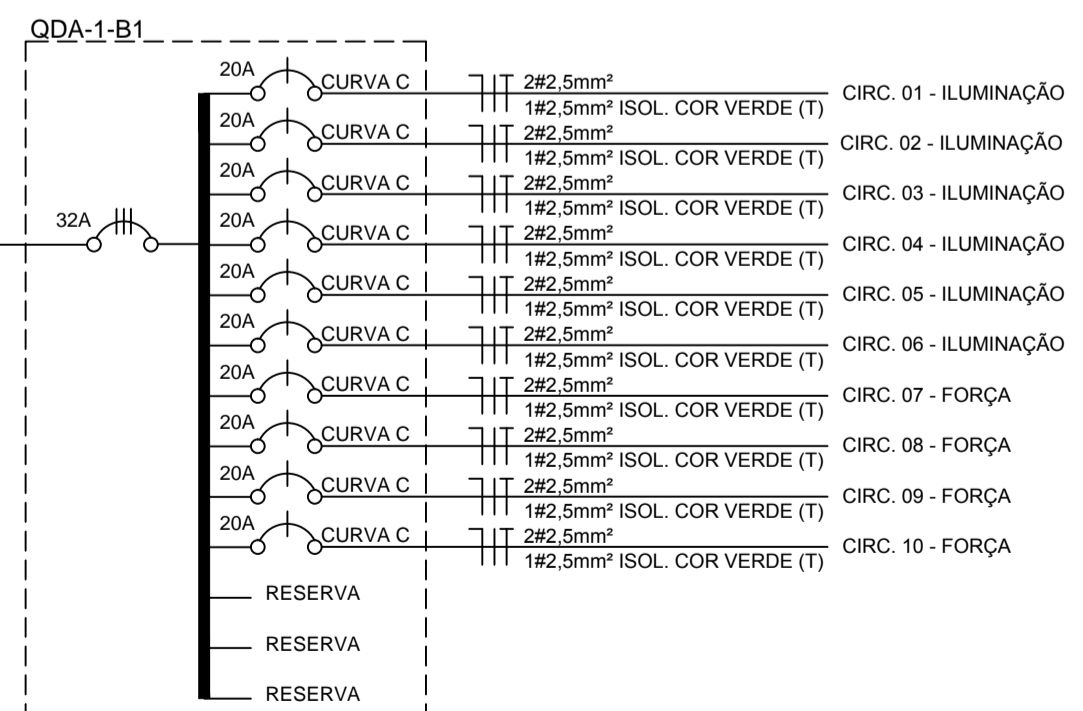 QDA-1-B1
20A CURVA C 2#2,5mm² CIRC. 01 - ILUMINAÇÃO
1#2,5mm² ISOL. COR VERDE (T)
20A CURVA C 2#2,5mm² CIRC. 02 - ILUMINAÇÃO
1#2,5mm² ISOL. COR VERDE (T)
20A CURVA C 2#2,5mm² CIRC. 03 - ILUMINAÇÃO
1#2,5mm² ISOL. COR VERDE (T)
32A 20A CURVA C 2#2,5mm² CIRC. 04 - ILUMINAÇÃO
1#2,5mm² ISOL. COR VERDE (T)
20A CURVA C 2#2,5mm² CIRC. 05 - ILUMINAÇÃO
1#2,5mm² ISOL. COR VERDE (T)
20A CURVA C 2#2,5mm² CIRC. 06 - ILUMINAÇÃO
1#2,5mm² ISOL. COR VERDE (T)
20A CURVA C 2#2,5mm² CIRC. 07 - FORÇA
1#2,5mm² ISOL. COR VERDE (T)
20A CURVA C 2#2,5mm² CIRC. 08 - FORÇA
1#2,5mm² ISOL. COR VERDE (T)
20A CURVA C 2#2,5mm² CIRC. 09 - FORÇA
1#2,5mm² ISOL. COR VERDE (T)
20A CURVA C 2#2,5mm² CIRC. 10 - FORÇA
1#2,5mm² ISOL. COR VERDE (T)
RESERVA
RESERVA
RESERVA